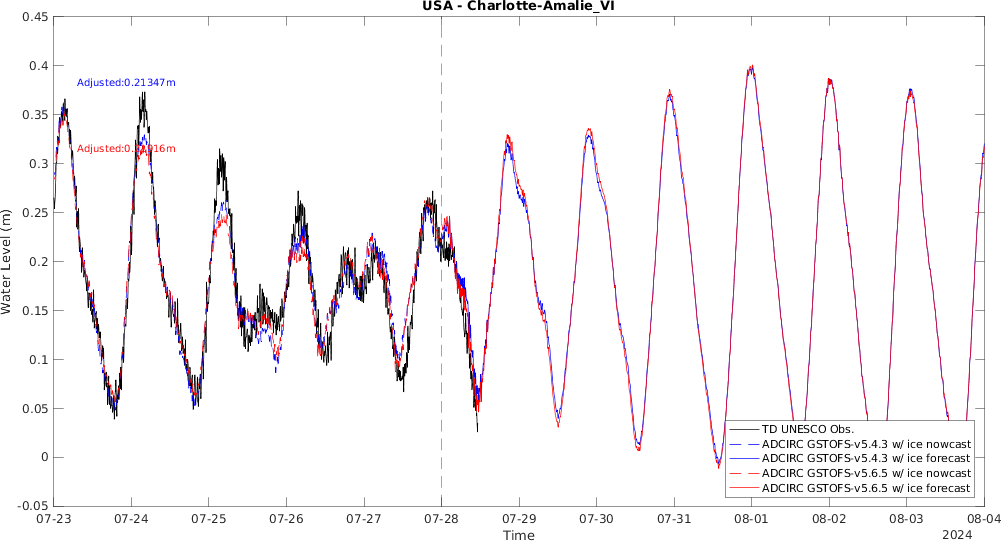 USA - Charlotte-Amalie_VI
0.45
0.4
0.35
0.3
0.25
0.2
0.15
0.1
0.05
0
-0.05
Water Level (m)
Adjusted:0.21347m
TD UNESCO Obs.
ADCIRC GSTOFS-v5.4.3 w/ ice nowcast
ADCIRC GSTOFS-v5.4.3 w/ ice forecast
ADCIRC GSTOFS-v5.6.5 w/ ice nowcast
ADCIRC GSTOFS-v5.6.5 w/ ice forecast
07-23 07-24 07-25 07-26 07-27 07-28 07-29 07-30 07-31 08-01 08-02 08-03 08-04
Time
2024